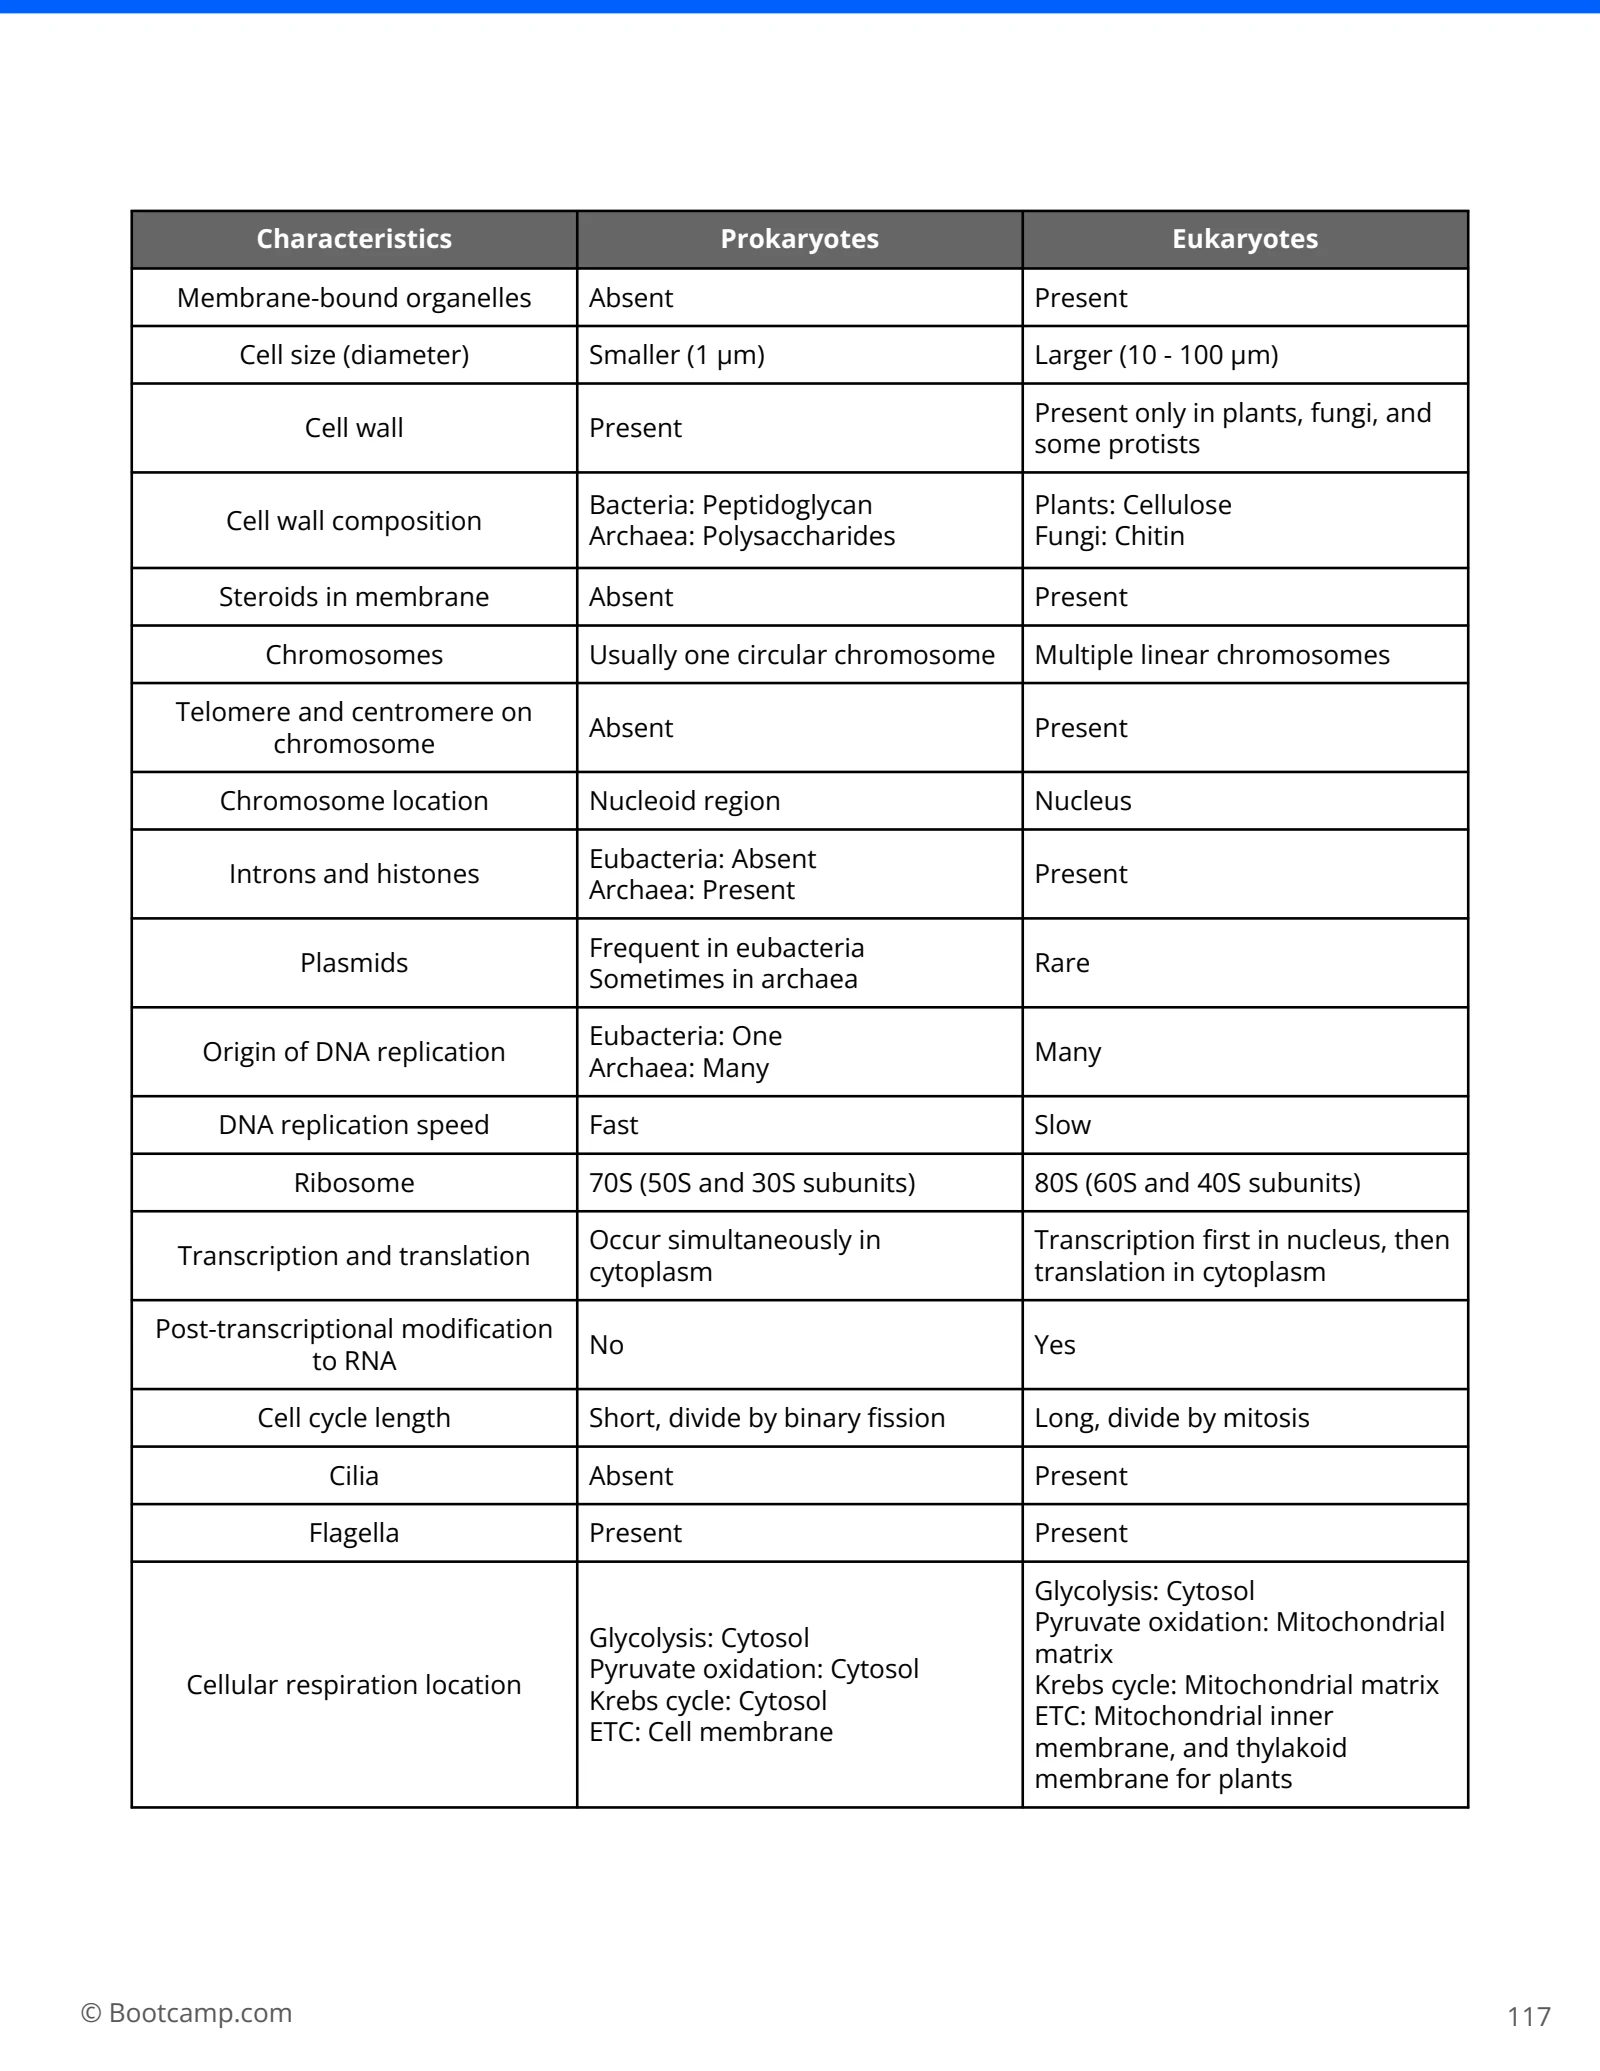 Characteristics
Prokaryotes
Eukaryotes
Membrane-bound organelles
Absent
Present
Cell size (diameter)
Smaller (1 µm)
Larger (10 - 100 µm)
Cell wall
Present
Present only in plants, fungi, and
some protists
Cell wall composition
Bacteria: Peptidoglycan
Archaea: Polysaccharides
Plants: Cellulose
Fungi: Chitin
Steroids in membrane
Absent
Present
Chromosomes
Usually one circular chromosome
Multiple linear chromosomes
Telomere and centromere on
chromosome
Absent
Present
Chromosome location
Nucleoid region
Nucleus
Introns and histones
Eubacteria: Absent
Archaea: Present
Present
Plasmids
Frequent in eubacteria
Sometimes in archaea
Rare
Origin of DNA replication
Eubacteria: One
Archaea: Many
Many
DNA replication speed
Fast
Slow
Ribosome
70S (50S and 30S subunits)
80S (60S and 40S subunits)
Transcription and translation
Occur simultaneously in
cytoplasm
Transcription first in nucleus, then
translation in cytoplasm
Post-transcriptional modification
to RNA
No
Yes
Cell cycle length
Short, divide by binary fission
Long, divide by mitosis
Cilia
Absent
Present
Flagella
Present
Present
Cellular respiration location
Glycolysis: Cytosol
Pyruvate oxidation: Cytosol
Krebs cycle: Cytosol
ETC: Cell membrane
Glycolysis: Cytosol
Pyruvate oxidation: Mitochondrial
matrix
Krebs cycle: Mitochondrial matrix
ETC: Mitochondrial inner
membrane, and thylakoid
membrane for plants
© Bootcamp.com
117